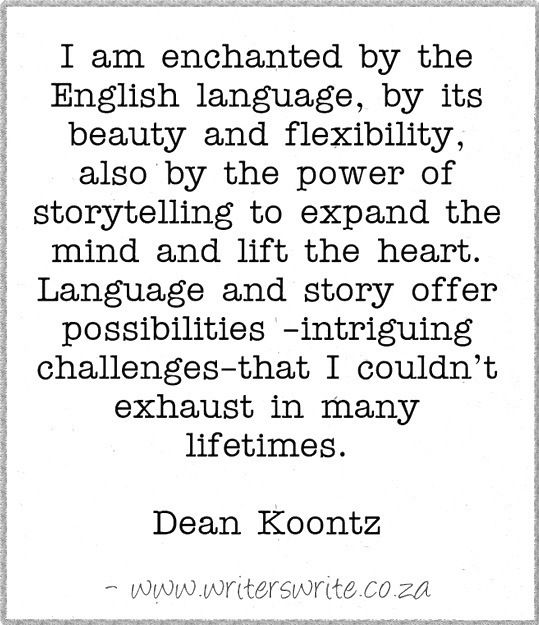 I am enchanted by the
English language, by its
beauty and flexibility,
also by the power of
storytelling to expand the
mind and lift the heart.
Language and story offer
possibilities –intriguing
challenges–that I couldn't
exhaust in many
lifetimes.
Dean Koontz
- www.writerswrite.co.za